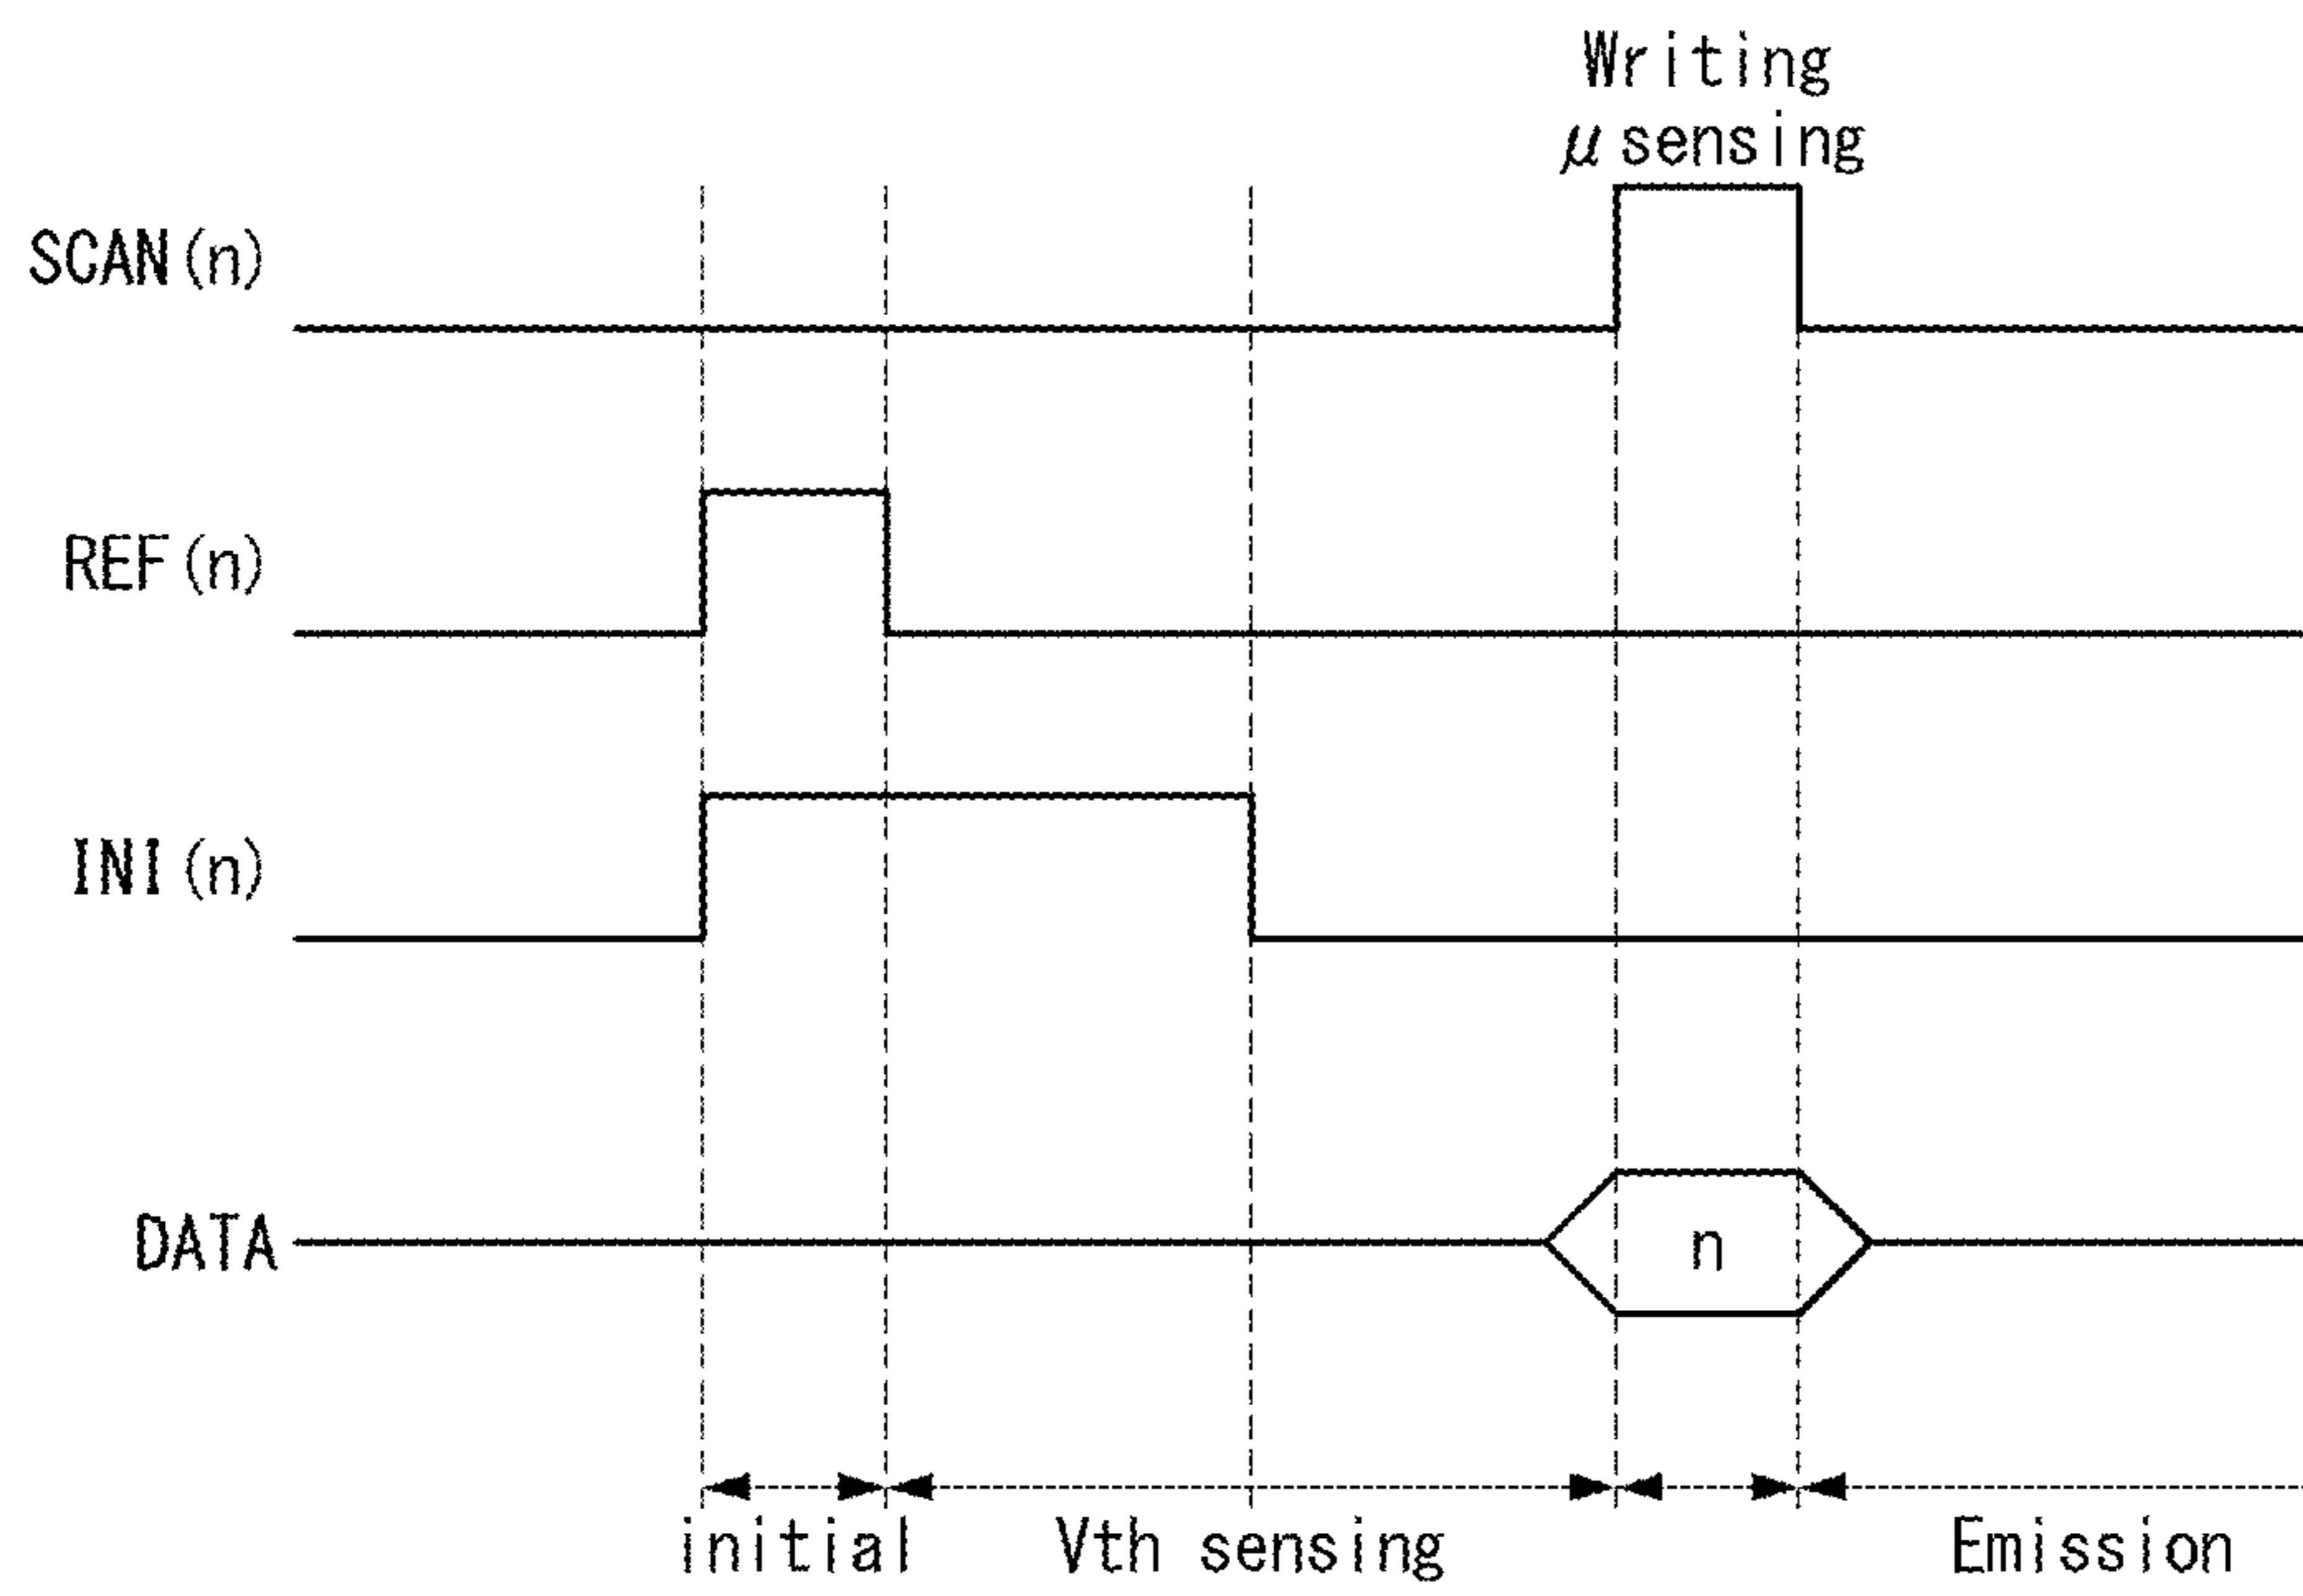 Writing
μ sensing
SCAN(n)
REF(n)
INI(n)
DATA
n
initial
Vth sensing
Emission